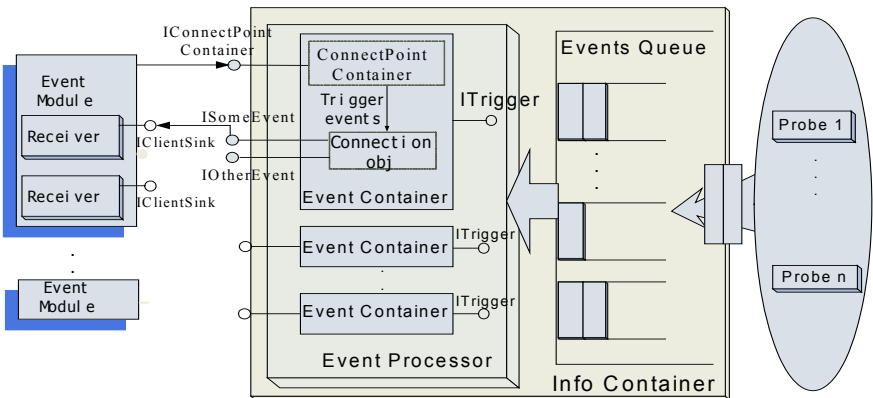 IConnectPoint
Container
Event
Module
Receiver
Receiver
ISomeEvent
IClientSink
IOtherEvent
IClientSink
.
.
Event
Module
ConnectPoint
Container
Trigger
events
Connection
obj
Event Container
ITrigger
Event Container
ITrigger
.
.
Event Container
ITrigger
Event Processor
Events Queue
.
.
.
Info Container
Probe 1
.
.
.
Probe n